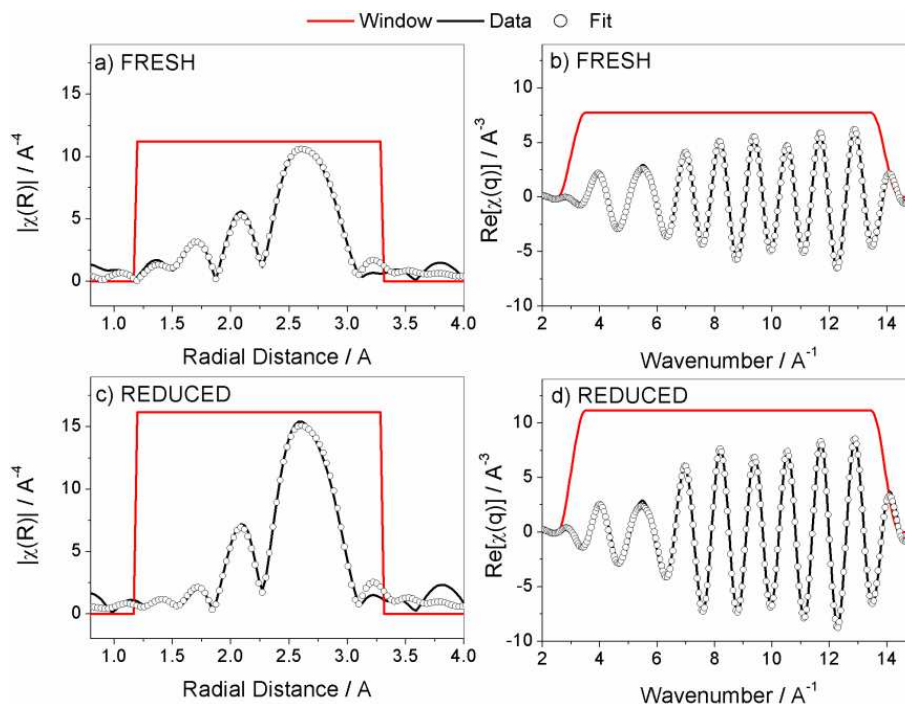 Window Data Fit
a) FRESH
|χ(R)| / A⁻⁴
15
10
5
0
1.0 1.5 2.0 2.5 3.0 3.5 4.0
Radial Distance / A
b) FRESH
Re[χ(q)] / A⁻³
10
5
0
-5
-10
2 4 6 8 10 12 14
Wavenumber / A⁻¹
c) REDUCED
|χ(R)| / A⁻⁴
15
10
5
0
1.0 1.5 2.0 2.5 3.0 3.5 4.0
Radial Distance / A
d) REDUCED
Re[χ(q)] / A⁻³
10
5
0
-5
-10
2 4 6 8 10 12 14
Wavenumber / A⁻¹